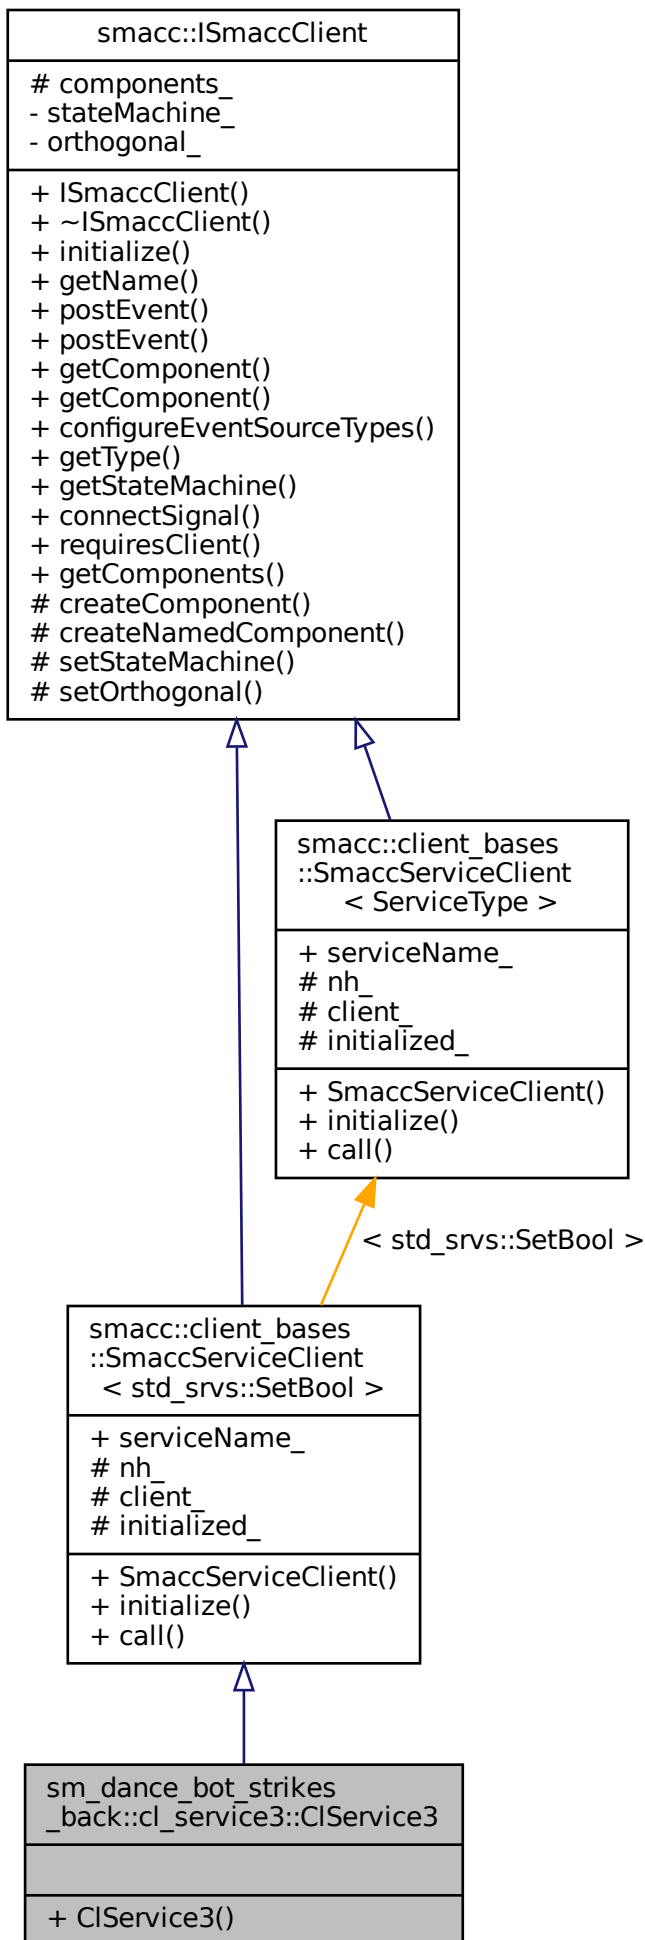 smacc::ISmaccClient
# components_
- stateMachine_
- orthogonal_
+ ISmaccClient()
+ ~ISmaccClient()
+ initialize()
+ getName()
+ postEvent()
+ postEvent()
+ getComponent()
+ getComponent()
+ configureEventSourceTypes()
+ getType()
+ getStateMachine()
+ connectSignal()
+ requiresClient()
+ getComponents()
# createComponent()
# createNamedComponent()
# setStateMachine()
# setOrthogonal()
smacc::client_bases
::SmaccServiceClient
< ServiceType >
+ serviceName_
# nh_
# client_
# initialized_
+ SmaccServiceClient()
+ initialize()
+ call()
< std_srvs::SetBool >
smacc::client_bases
::SmaccServiceClient
< std_srvs::SetBool >
+ serviceName_
# nh_
# client_
# initialized_
+ SmaccServiceClient()
+ initialize()
+ call()
sm_dance_bot_strikes
_back::cl_service3::ClService3
+ ClService3()